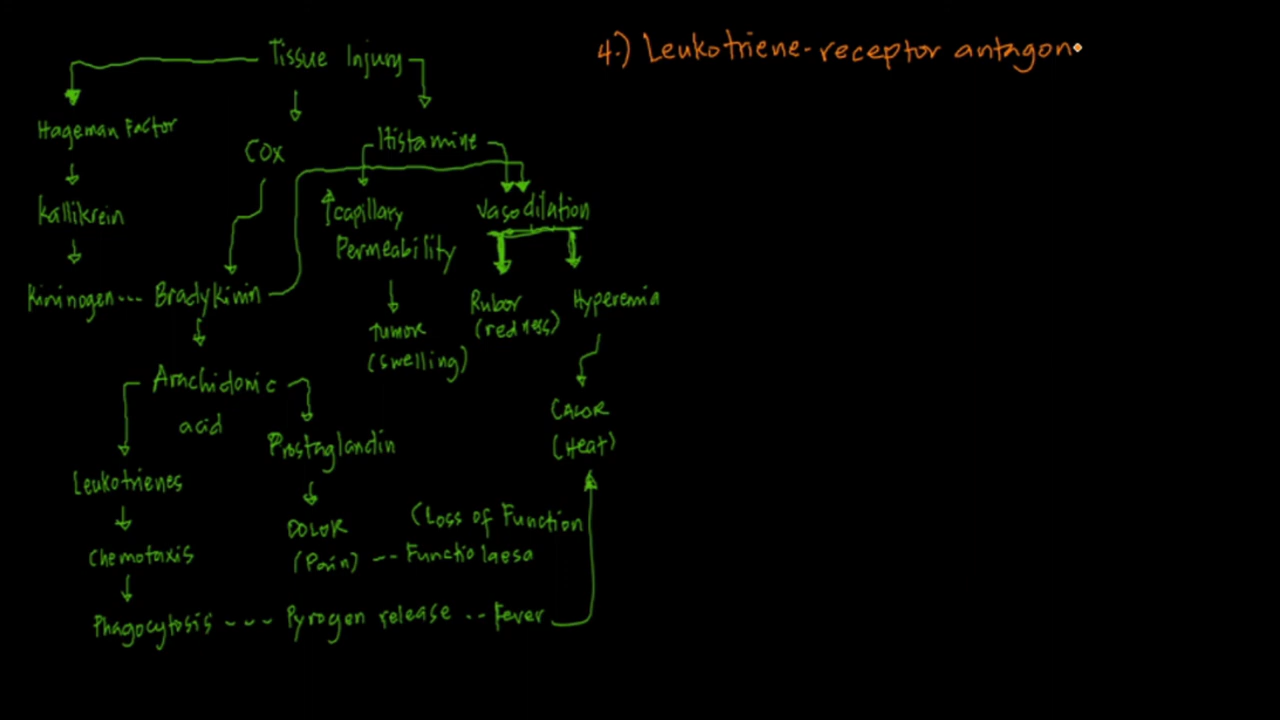 Tissue Injury
4.) Leukotriene-receptor antagon
Hageman Factor
COX
Histamine
Kallikrein
↑capillary
Permeability
Vasodilation
Kininogen --- Bradykinin
Rubor
(redness)
Hyperemia
Tumor
(swelling)
Arachidonic
acid
CALOR
(Heat)
Prostaglandin
Leukotrienes
DOLOR
(Pain) -- Functio laesa
(Loss of Function
Chemotaxis
Phagocytosis --- Pyrogen release -- Fever